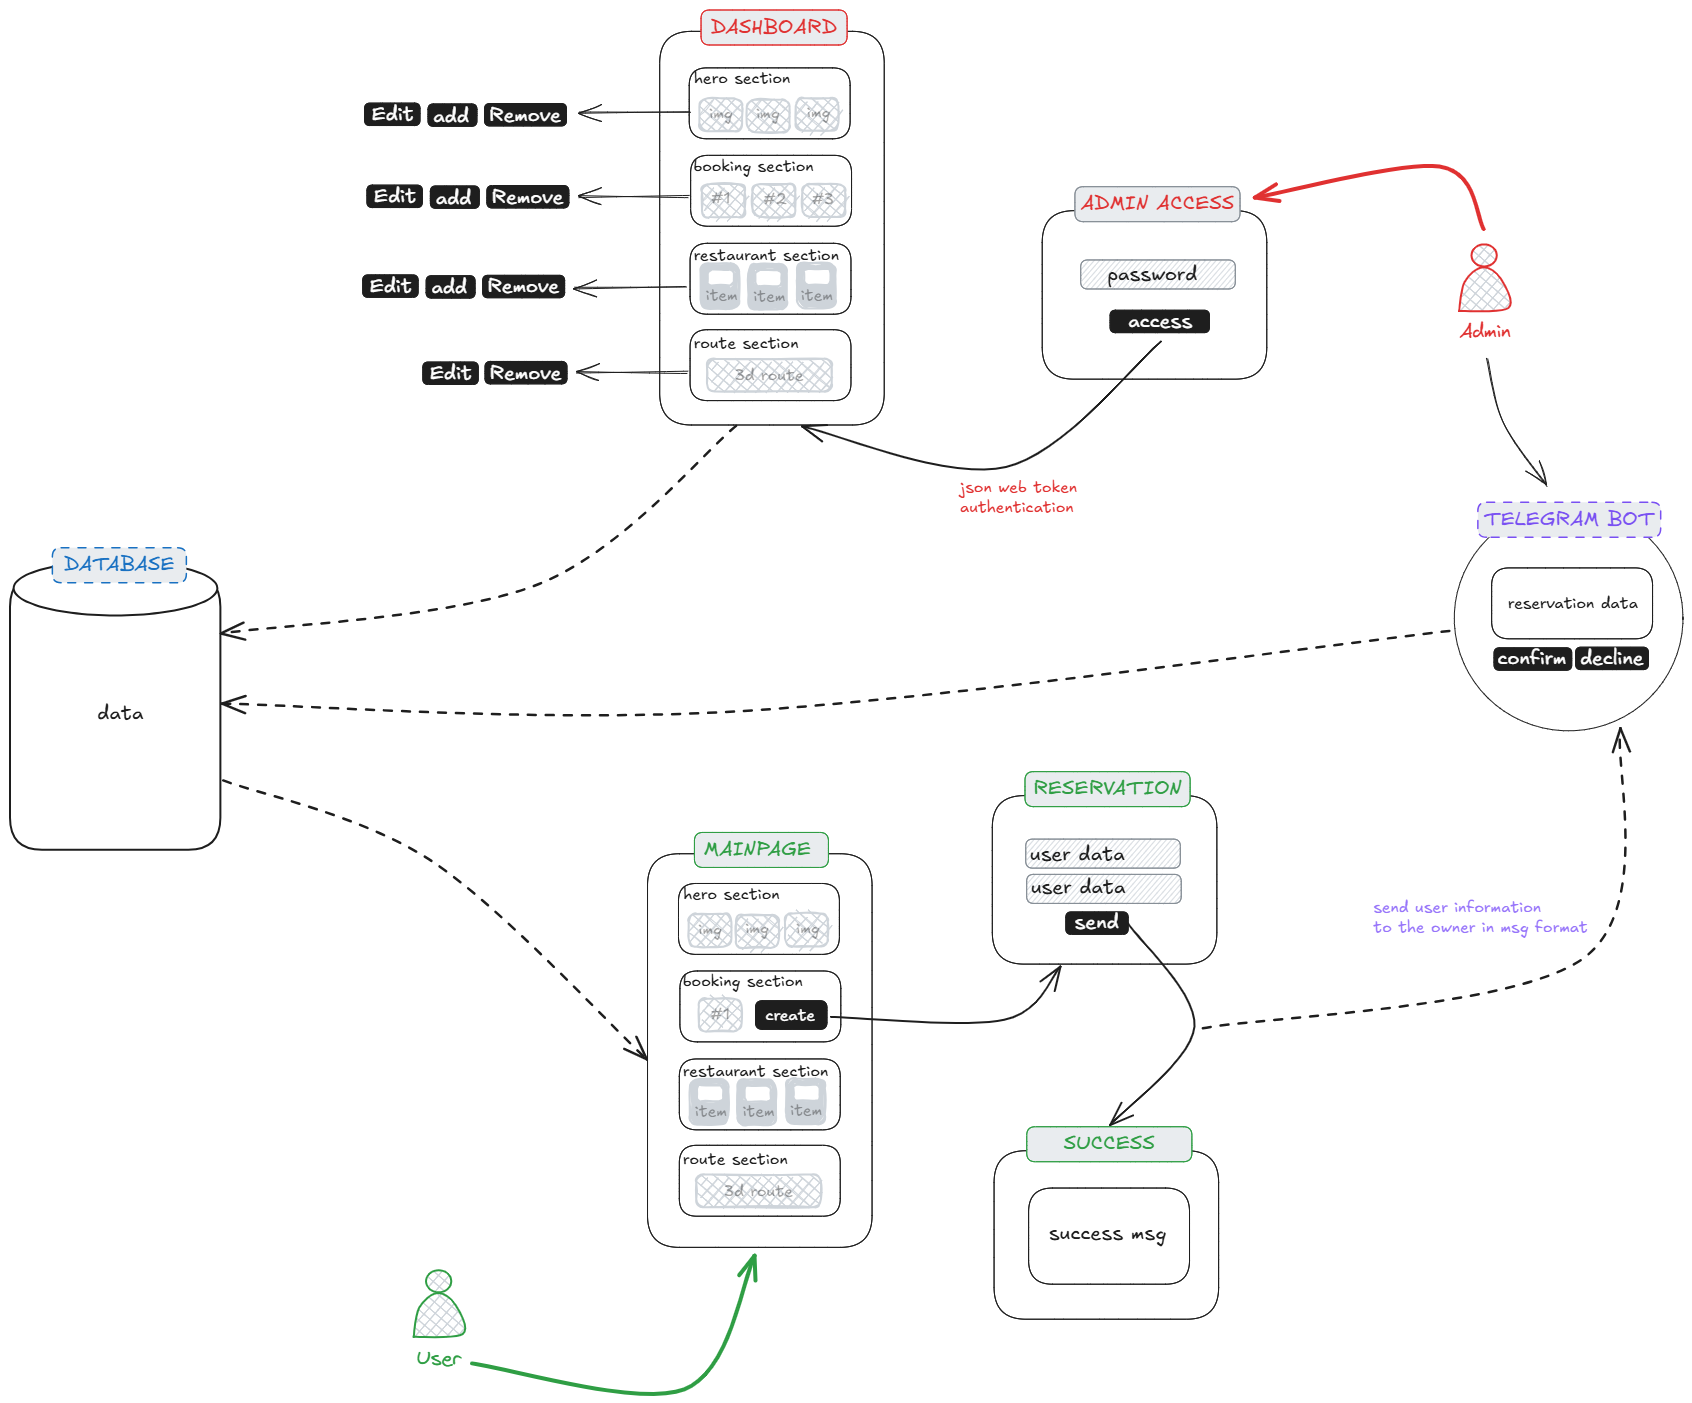 DASHBOARD
hero section
img img img
Edit add Remove
booking section
#1 #2 #3
Edit add Remove
restaurant section
item item item
Edit add Remove
route section
3d route
Edit Remove
ADMIN ACCESS
password
access
Admin
json web token
authentication
TELEGRAM BOT
reservation data
confirm decline
DATABASE
data
RESERVATION
user data
user data
send
send user information
to the owner in msg format
MAINPAGE
hero section
img img img
booking section
#1 create
restaurant section
item item item
route section
3d route
SUCCESS
success msg
User